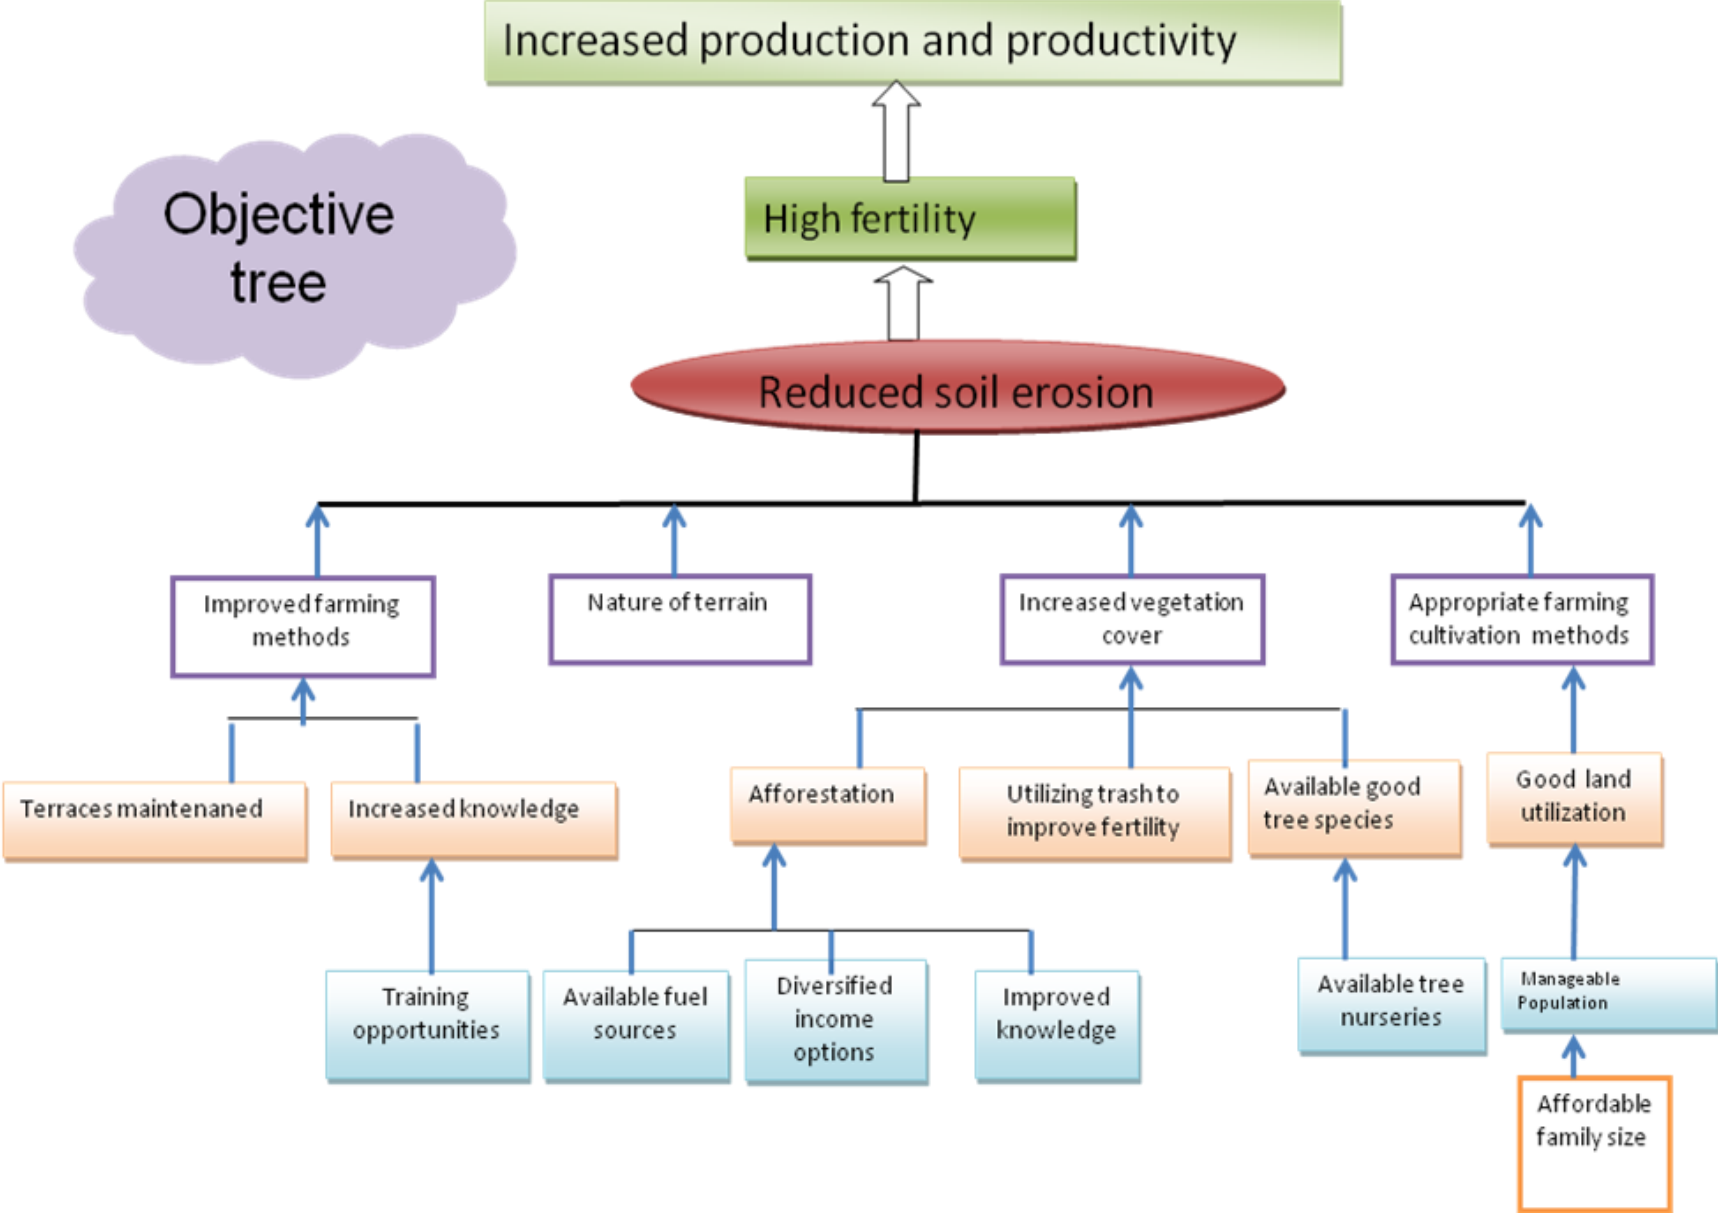 Increased production and productivity
Objective
tree
High fertility
Reduced soil erosion
Improved farming
methods
Nature of terrain
Increased vegetation
cover
Appropriate farming
cultivation methods
Terraces maintenaned
Increased knowledge
Afforestation
Utilizing trash to
improve fertility
Available good
tree species
Good land
utilization
Training
opportunities
Available fuel
sources
Diversified
income
options
Improved
knowledge
Available tree
nurseries
Manageable
Population
Affordable
family size